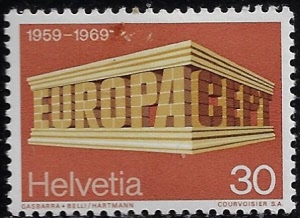 1959-1969
EUROPA CEPT
Helvetia 30
GASBARRA-BELLI/HARTMANN COURVOISIER S.A.